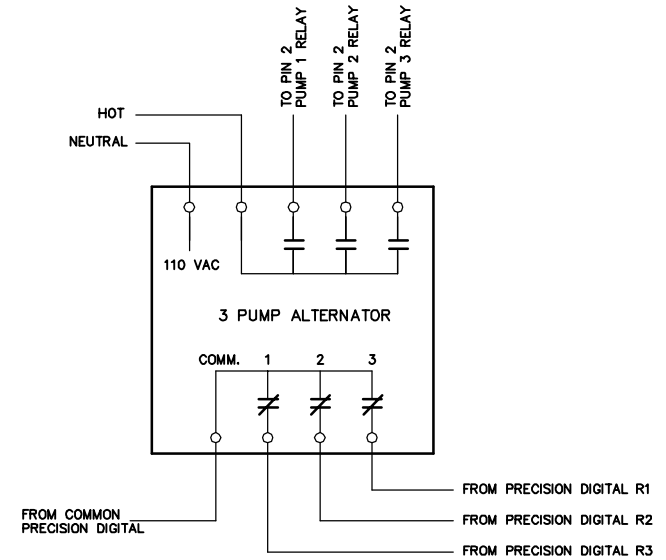 TO PIN 2
PUMP 1 RELAY
TO PIN 2
PUMP 2 RELAY
TO PIN 2
PUMP 3 RELAY
HOT
NEUTRAL
110 VAC
3 PUMP ALTERNATOR
COMM. 1 2 3
FROM PRECISION DIGITAL R1
FROM COMMON
PRECISION DIGITAL
FROM PRECISION DIGITAL R2
FROM PRECISION DIGITAL R3